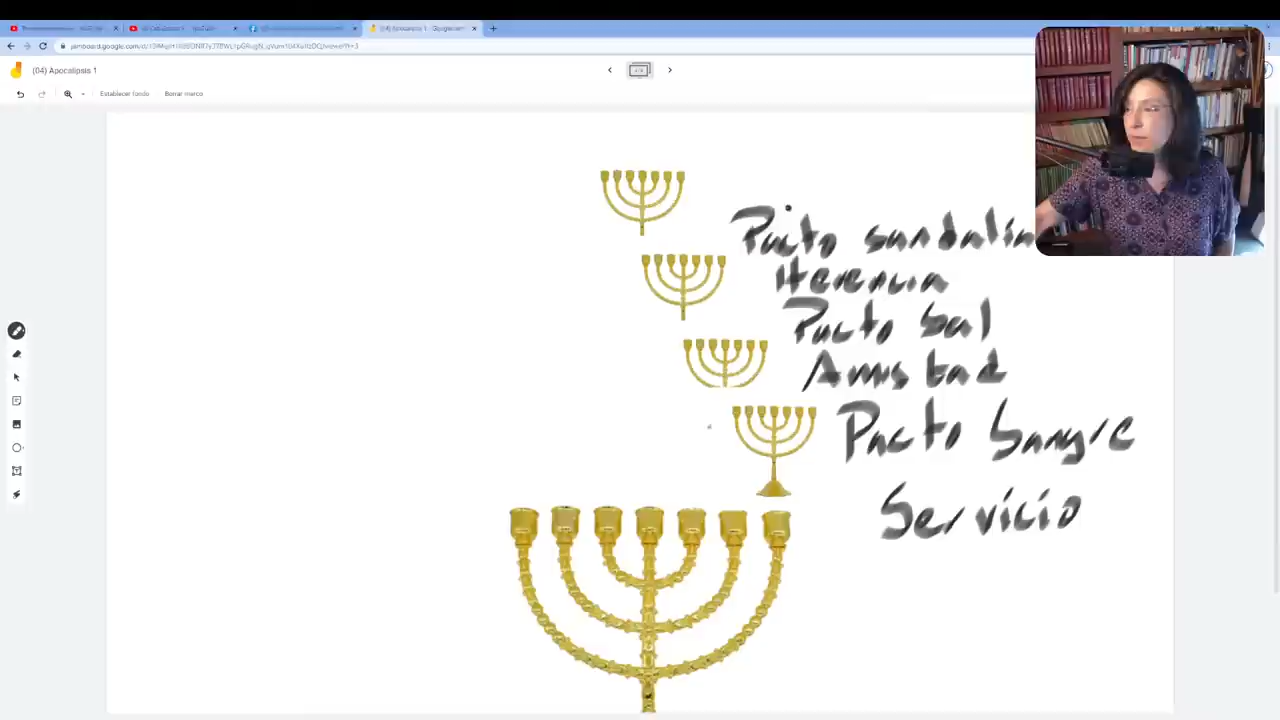 (04) Apocalipsis 1
Establecer fondo
Borrar marco
Pacto
Herencia
Pacto Sal
Amistad
Pacto Sangre
Servicio